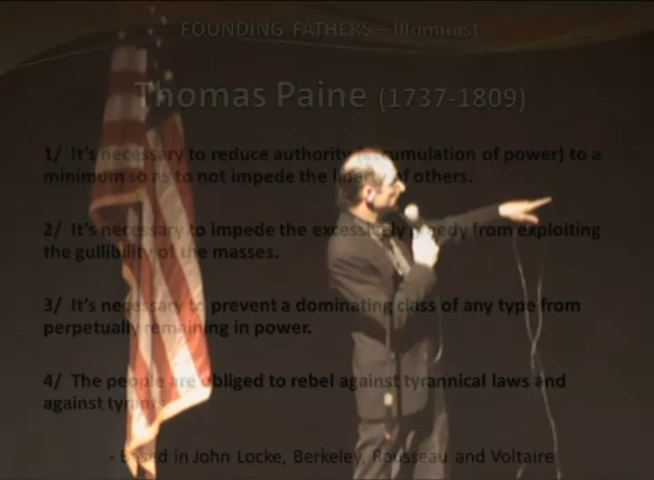 FOUNDING FATHERS – Illuminist
Thomas Paine (1737-1809)
1/ It's necessary to reduce authority (accumulation of power) to a
minimum so as to not impede the liberty of others.
2/ It's necessary to impede the excessively greedy from exploiting
the gullibility of the masses.
3/ It's necessary to prevent a dominating class of any type from
perpetually remaining in power.
4/ The people are obliged to rebel against tyrannical laws and
against tyrants.
- Based in John Locke, Berkeley, Rousseau and Voltaire